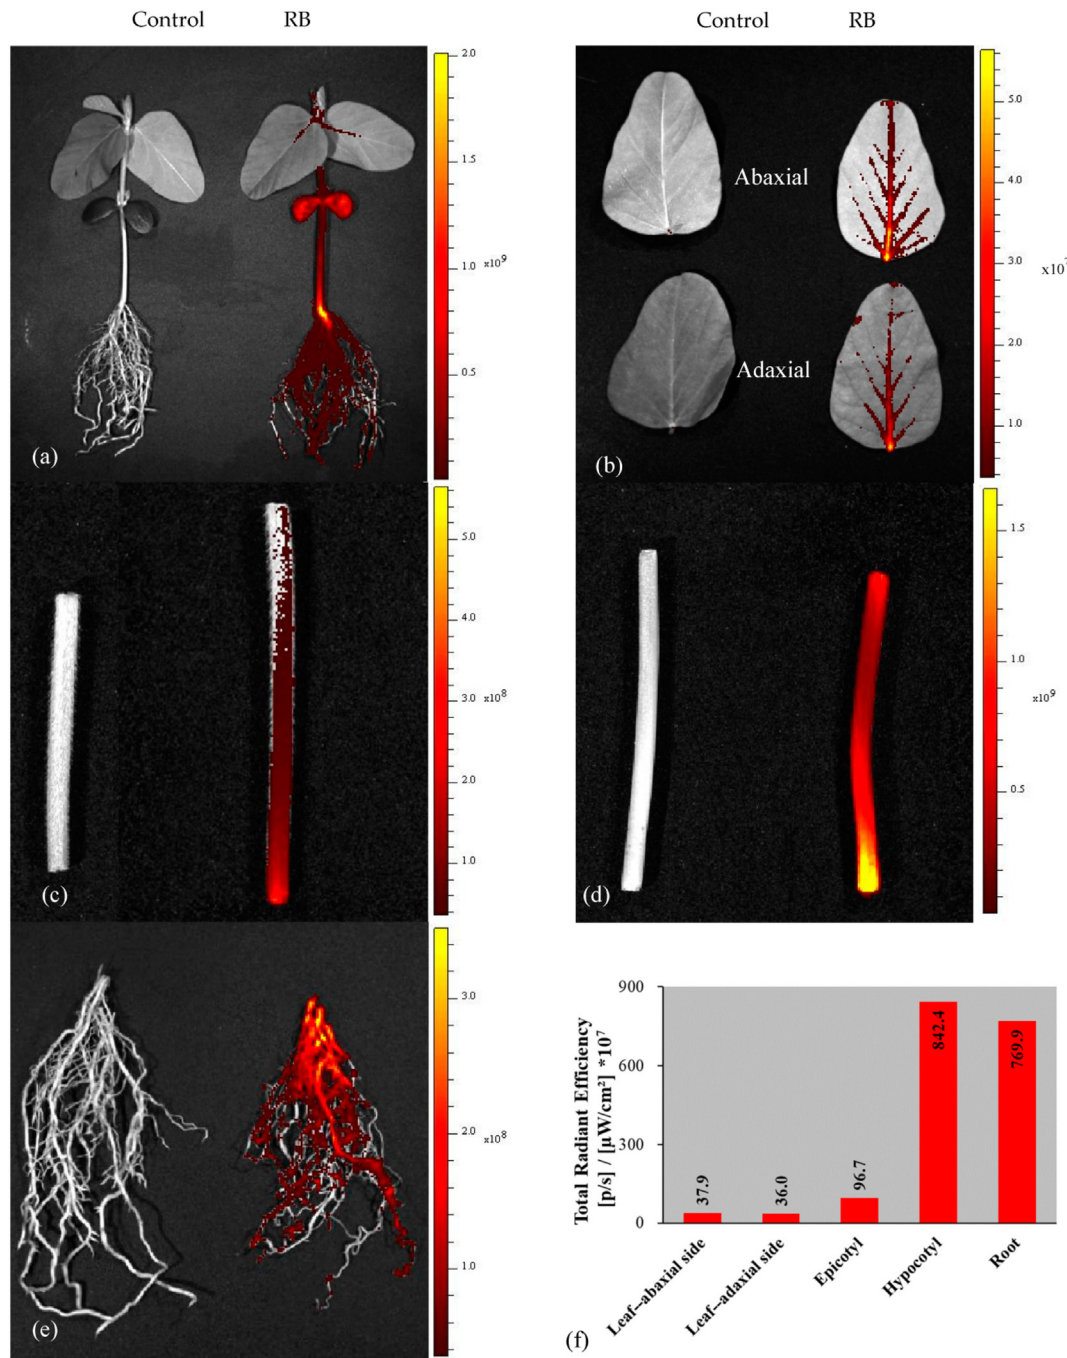 Control RB
Control RB
2.0
1.5
1.0
x10⁹
0.5
(a)
Abaxial
Adaxial
5.0
4.0
3.0
x10⁷
2.0
1.0
(b)
5.0
4.0
3.0
x10⁸
2.0
1.0
(c)
1.5
1.0
x10⁹
0.5
(d)
3.0
2.0
x10⁸
1.0
(e)
Total Radiant Efficiency
[p/s] / [µW/cm²] *10⁷
900
600
300
0
37.9
36.0
96.7
842.4
769.9
Leaf--abaxial side
Leaf--adaxial side
Epicotyl
Hypocotyl
Root
(f)